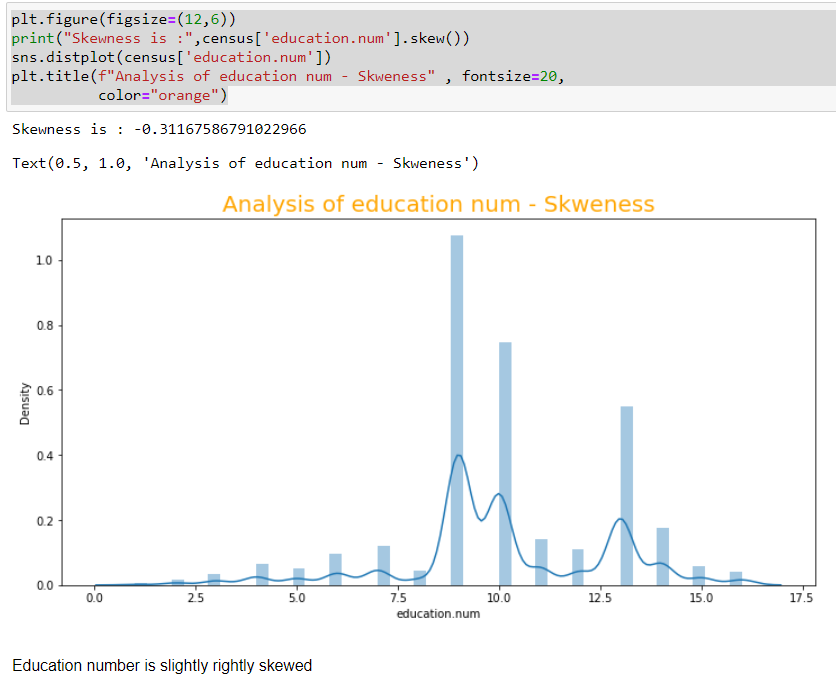 plt.figure(figsize=(12,6))
print("Skewness is :",census['education.num'].skew())
sns.distplot(census['education.num'])
plt.title(f"Analysis of education num - Skweness" , fontsize=20,
color="orange")
Skewness is : -0.31167586791022966
Text(0.5, 1.0, 'Analysis of education num - Skweness')
Analysis of education num - Skweness
1.0
0.8
0.6
0.4
0.2
0.0
Density
0.0 2.5 5.0 7.5 10.0 12.5 15.0 17.5
education.num
Education number is slightly rightly skewed